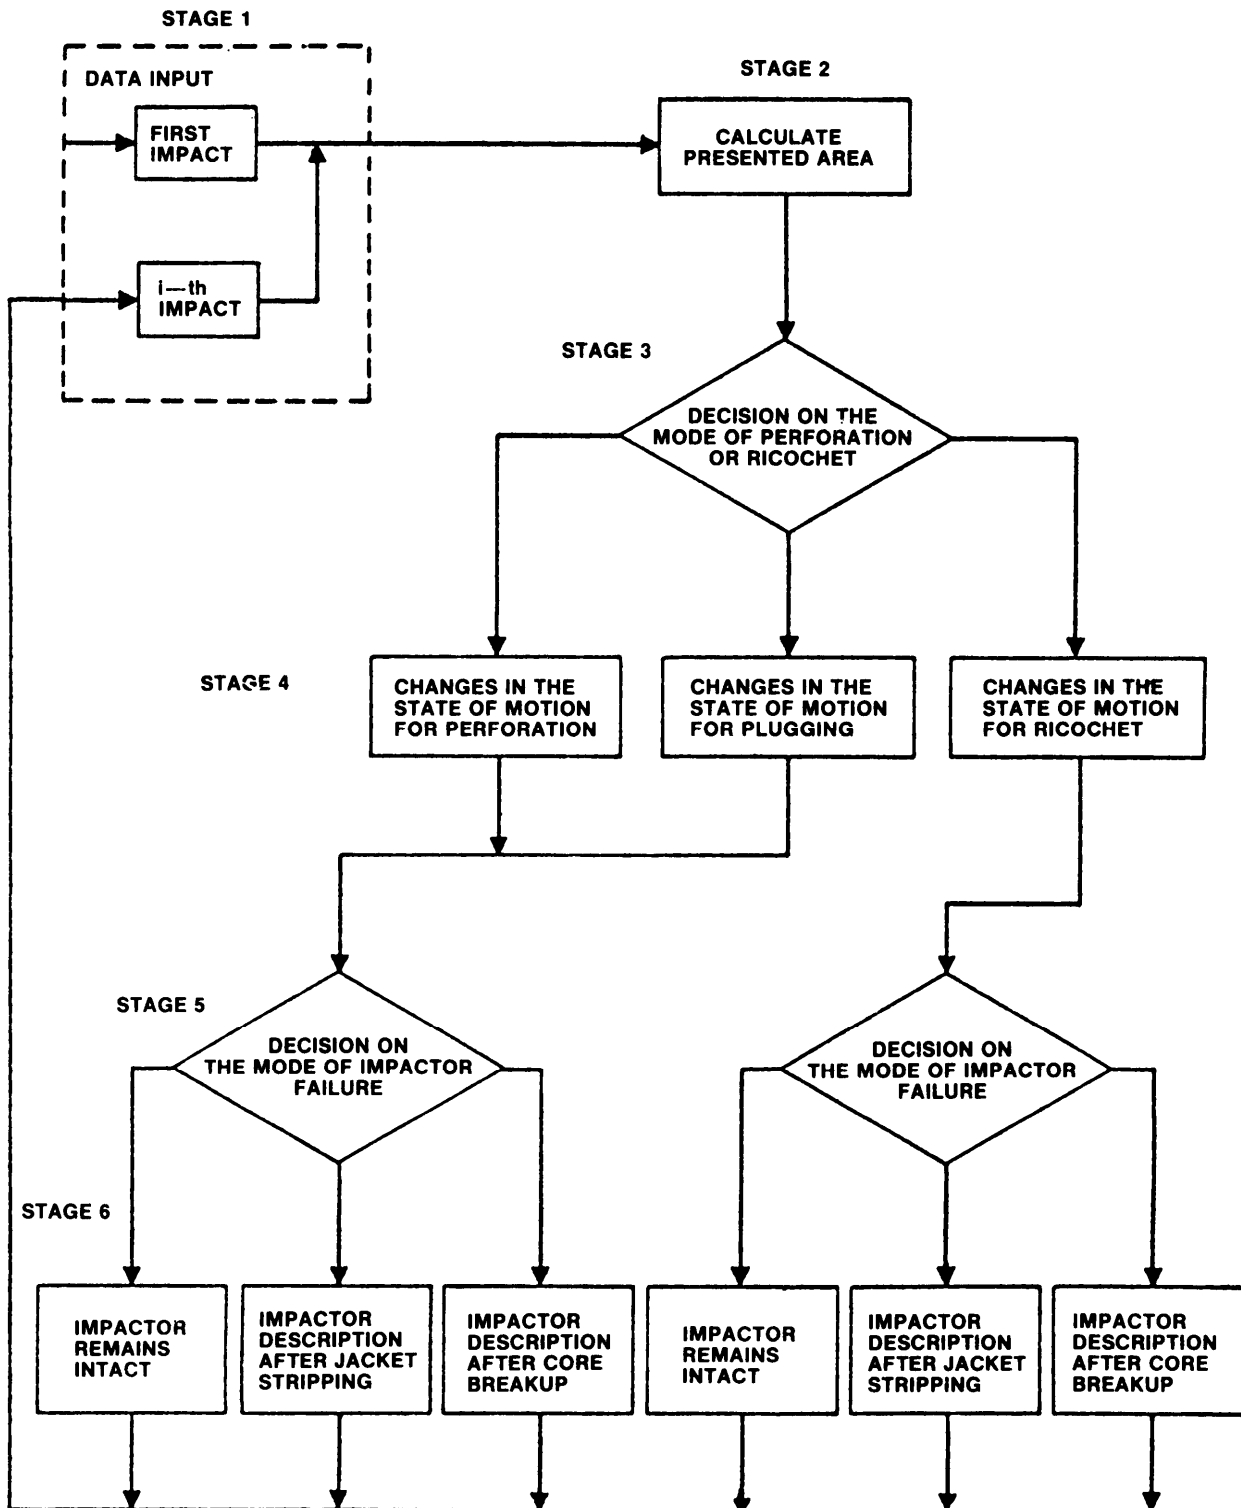 STAGE 1
DATA INPUT
FIRST
IMPACT
i—th
IMPACT
STAGE 2
CALCULATE
PRESENTED AREA
STAGE 3
DECISION ON THE
MODE OF PERFORATION
OR RICOCHET
STAGE 4
CHANGES IN THE
STATE OF MOTION
FOR PERFORATION
CHANGES IN THE
STATE OF MOTION
FOR PLUGGING
CHANGES IN THE
STATE OF MOTION
FOR RICOCHET
STAGE 5
DECISION ON
THE MODE OF IMPACTOR
FAILURE
DECISION ON
THE MODE OF IMPACTOR
FAILURE
STAGE 6
IMPACTOR
REMAINS
INTACT
IMPACTOR
DESCRIPTION
AFTER JACKET
STRIPPING
IMPACTOR
DESCRIPTION
AFTER CORE
BREAKUP
IMPACTOR
REMAINS
INTACT
IMPACTOR
DESCRIPTION
AFTER JACKET
STRIPPING
IMPACTOR
DESCRIPTION
AFTER CORE
BREAKUP